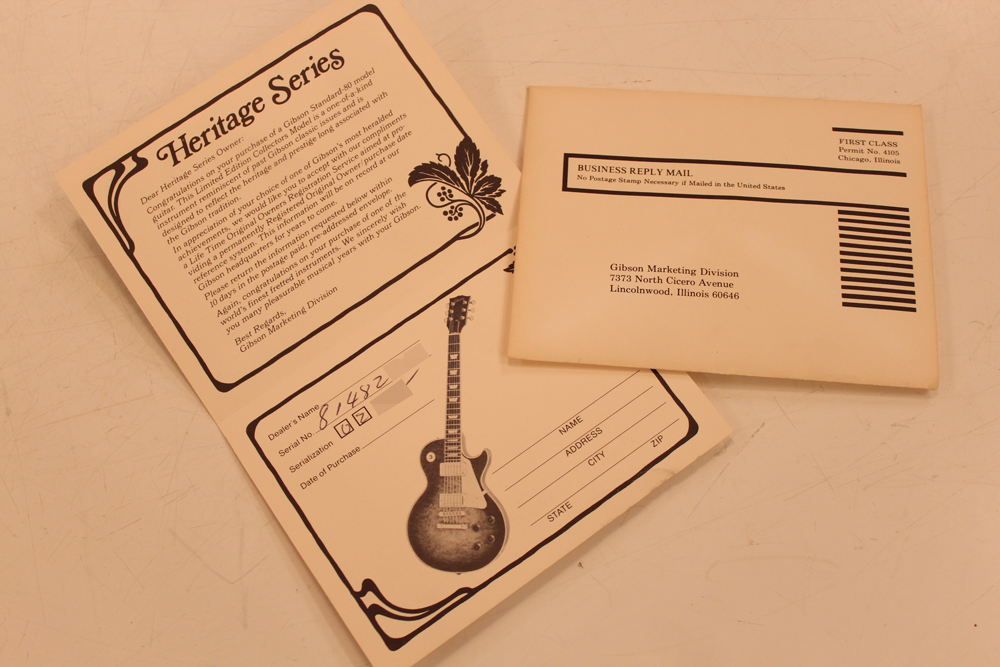 Heritage Series
Dear Heritage Series Owner:
Congratulations on your purchase of a Gibson Standard-80 model
guitar. This Limited Edition Collectors Model is a one-of-a-kind
instrument reminiscent of past Gibson classic issues and is
designed to reflect the heritage and prestige long associated with
the Gibson tradition.
In appreciation of your choice of one of Gibson's most heralded
achievements, we would like you to accept with our compliments
a Life Time Original Owners Registration Service aimed at pro-
viding a permanently Registered Original Owner/purchase date
reference system. This information will be on record at our
Gibson headquarters for years to come.
Please return the information requested below within
10 days in the postage paid, pre-addressed envelope.
Again, congratulations on your purchase of one of the
world's finest fretted instruments. We sincerely wish
you many pleasurable musical years with your Gibson.
Best Regards,
Gibson Marketing Division
Dealer's Name
Serial No. 81482
Serialization 0 2
Date of Purchase
NAME
ADDRESS
CITY
ZIP
STATE
FIRST CLASS
Permit No. 4105
Chicago, Illinois
BUSINESS REPLY MAIL
No Postage Stamp Necessary if Mailed in the United States
Gibson Marketing Division
7373 North Cicero Avenue
Lincolnwood, Illinois 60646